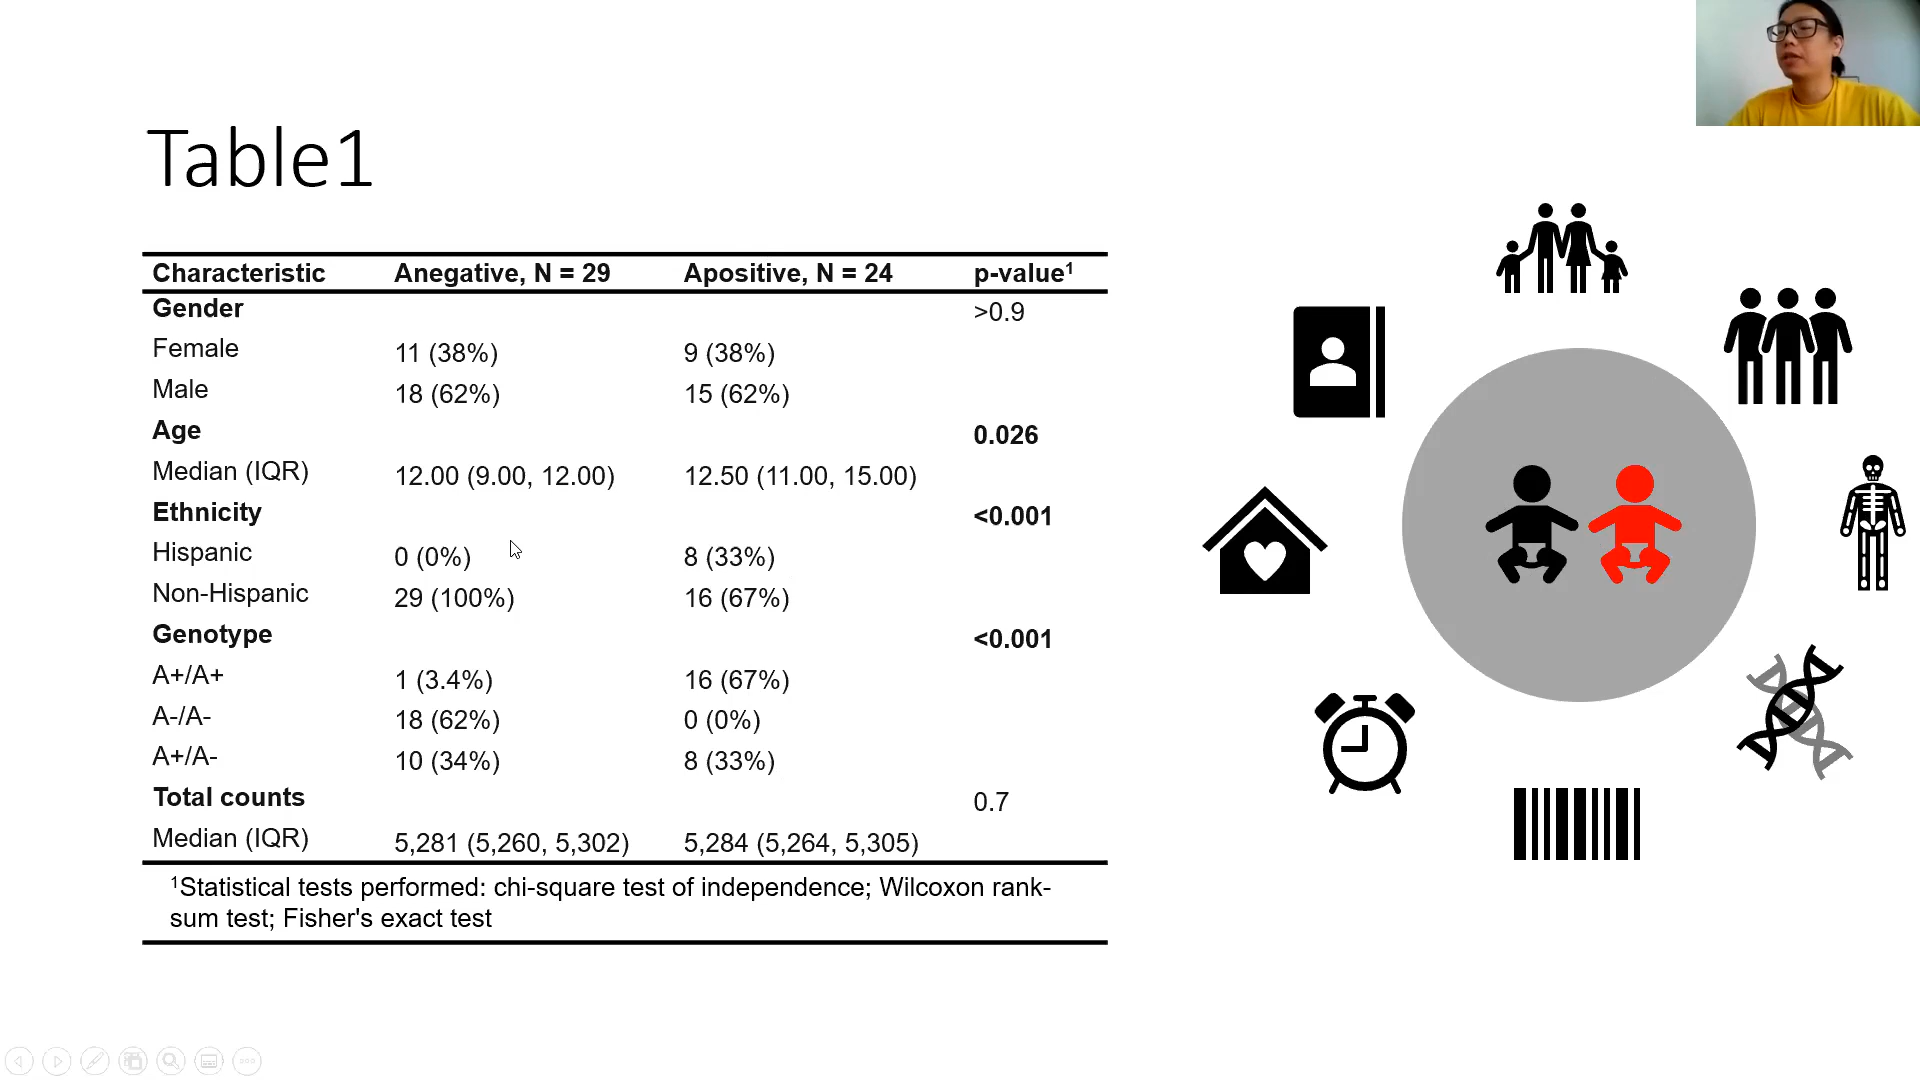 Table1
Characteristic Anegative, N = 29 Apositive, N = 24 p-value¹
Gender >0.9
Female 11 (38%) 9 (38%)
Male 18 (62%) 15 (62%)
Age 0.026
Median (IQR) 12.00 (9.00, 12.00) 12.50 (11.00, 15.00)
Ethnicity <0.001
Hispanic 0 (0%) 8 (33%)
Non-Hispanic 29 (100%) 16 (67%)
Genotype <0.001
A+/A+ 1 (3.4%) 16 (67%)
A-/A- 18 (62%) 0 (0%)
A+/A- 10 (34%) 8 (33%)
Total counts 0.7
Median (IQR) 5,281 (5,260, 5,302) 5,284 (5,264, 5,305)
¹Statistical tests performed: chi-square test of independence; Wilcoxon rank-
sum test; Fisher's exact test